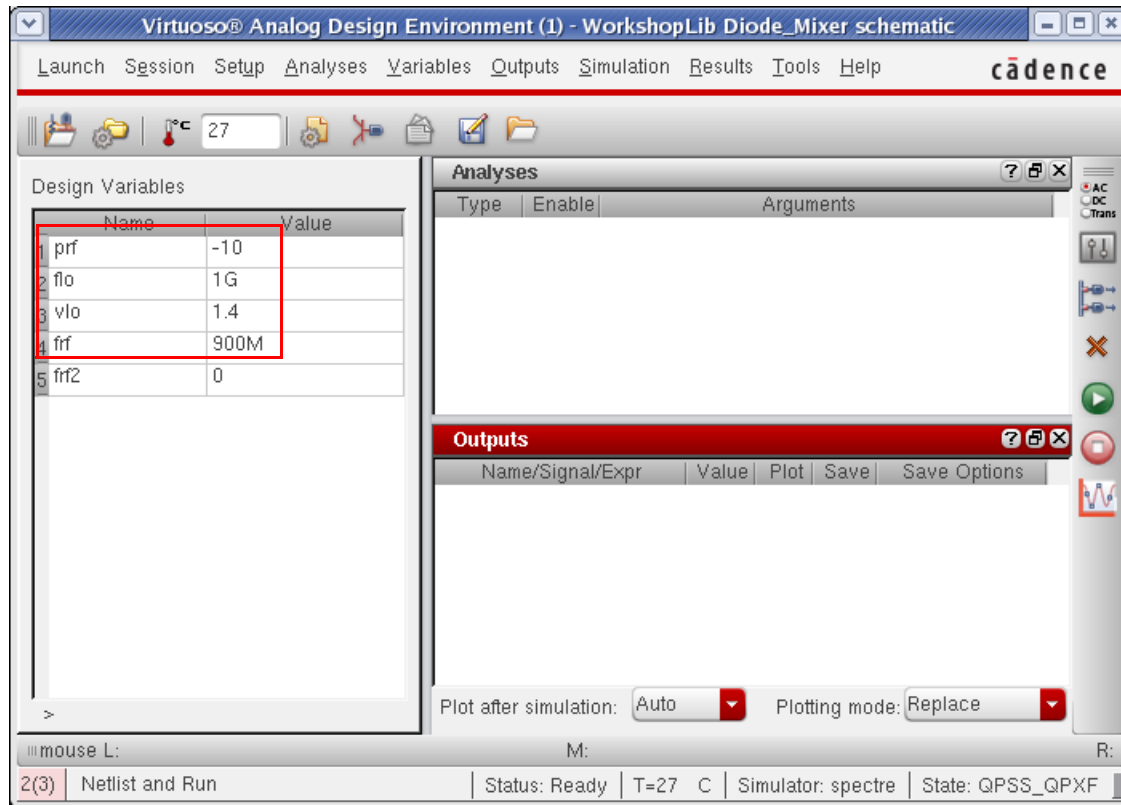 Virtuoso® Analog Design Environment (1) - WorkshopLib Diode_Mixer schematic
Launch Session Setup Analyses Variables Outputs Simulation Results Tools Help cādence
°C 27
Design Variables
Name Value
1 prf -10
2 flo 1G
3 vlo 1.4
4 frf 900M
5 frf2 0
>
Analyses
Type Enable Arguments
Outputs
Name/Signal/Expr Value Plot Save Save Options
Plot after simulation: Auto Plotting mode: Replace
AC
DC
Trans
mouse L: M: R:
2(3) Netlist and Run Status: Ready T=27 C Simulator: spectre State: QPSS_QPXF